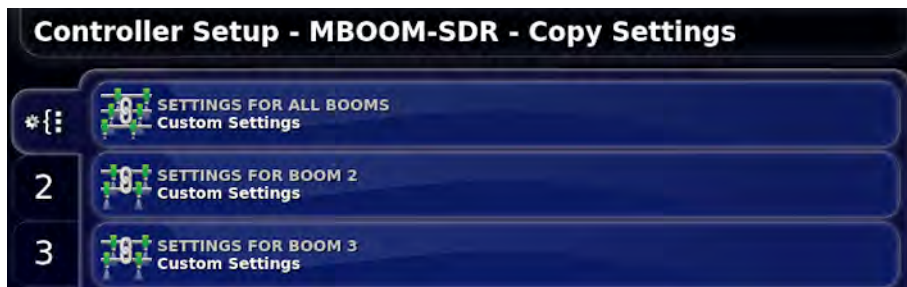 Controller Setup - MBOOM-SDR - Copy Settings
SETTINGS FOR ALL BOOMS
Custom Settings
2
SETTINGS FOR BOOM 2
Custom Settings
3
SETTINGS FOR BOOM 3
Custom Settings